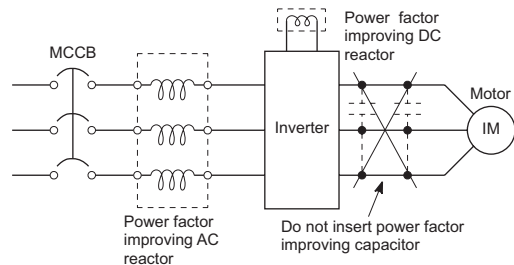 Power factor
improving DC
reactor
MCCB
Motor
Inverter
IM
Power factor
improving AC
reactor
Do not insert power factor
improving capacitor